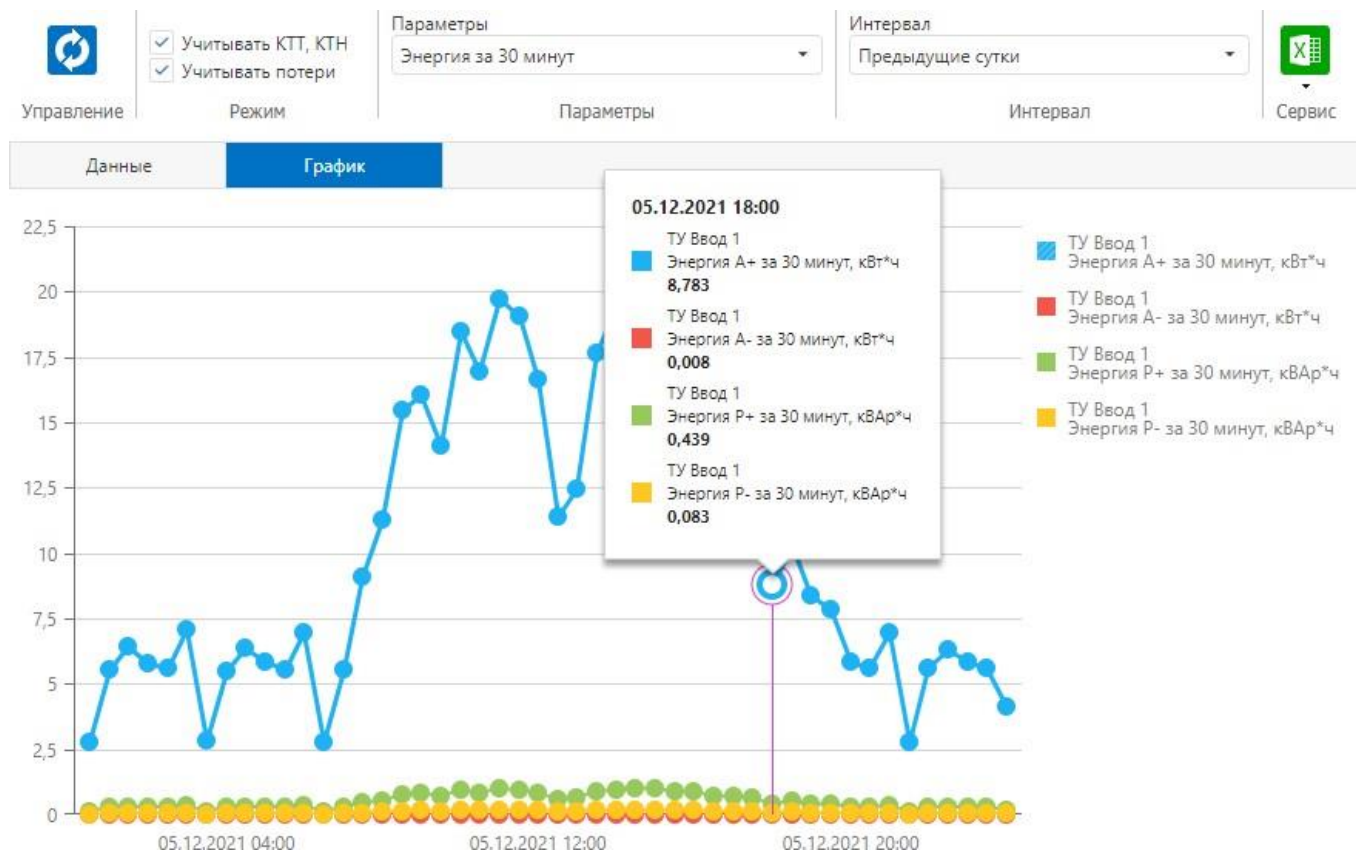 Учитывать КТТ, КТН
Учитывать потери
Параметры
Энергия за 30 минут
Интервал
Предыдущие сутки
Управление
Режим
Параметры
Интервал
Сервис
Данные
График
05.12.2021 18:00
ТУ Ввод 1
Энергия А+ за 30 минут, кВт*ч
8,783
ТУ Ввод 1
Энергия А- за 30 минут, кВт*ч
0,008
ТУ Ввод 1
Энергия Р+ за 30 минут, кВАр*ч
0,439
ТУ Ввод 1
Энергия Р- за 30 минут, кВАр*ч
0,083
22,5
20
17,5
15
12,5
10
7,5
5
2,5
0
05.12.2021 04:00
05.12.2021 12:00
05.12.2021 20:00
ТУ Ввод 1
Энергия А+ за 30 минут, кВт*ч
ТУ Ввод 1
Энергия А- за 30 минут, кВт*ч
ТУ Ввод 1
Энергия Р+ за 30 минут, кВАр*ч
ТУ Ввод 1
Энергия Р- за 30 минут, кВАр*ч